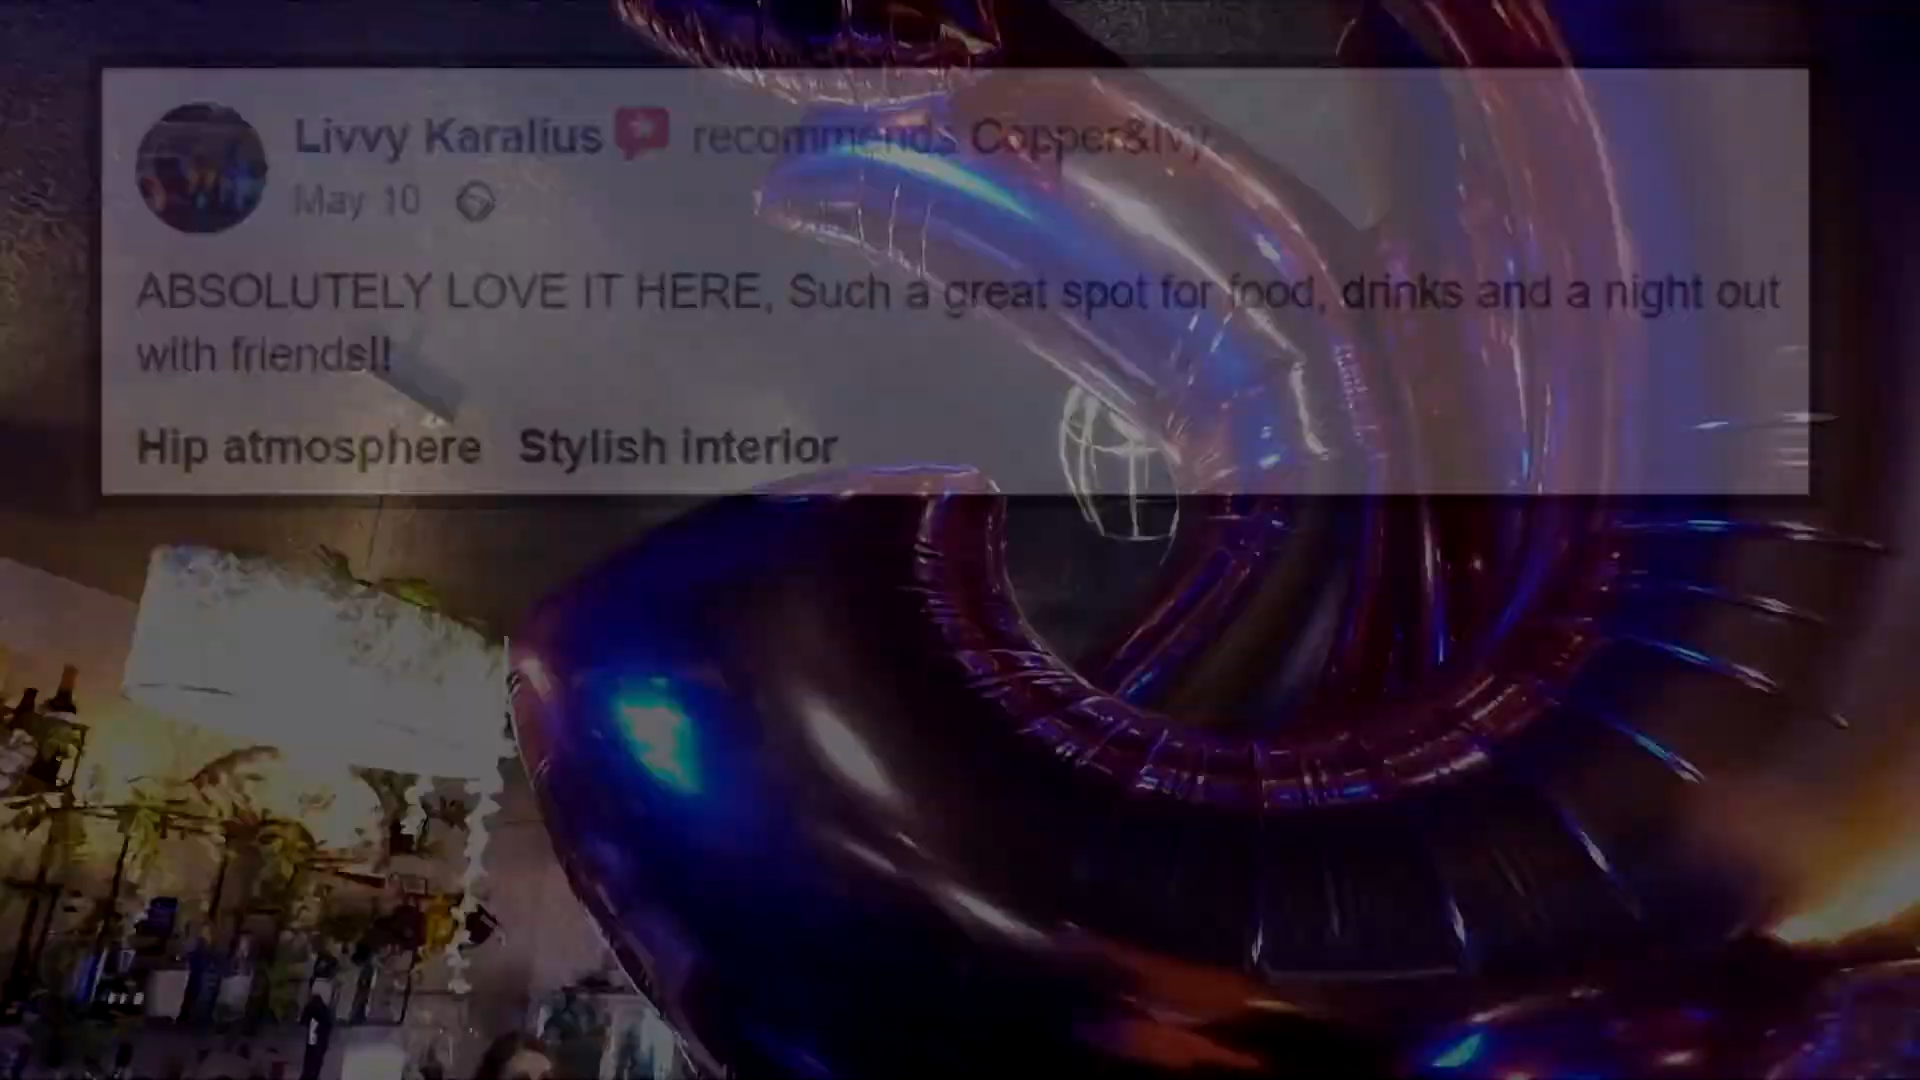 Livvy Karalius recommends Copper&Ivy
May 10
ABSOLUTELY LOVE IT HERE, Such a great spot for food, drinks and a night out
with friends!!
Hip atmosphere Stylish interior